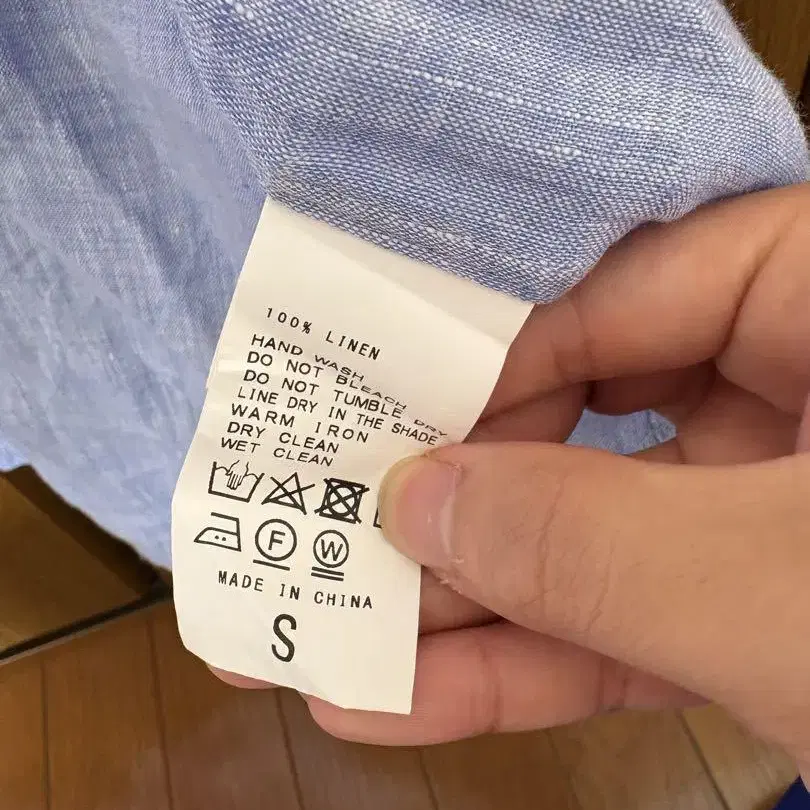 100% LINEN
HAND WASH
DO NOT BLEACH
DO NOT TUMBLE DRY
LINE DRY IN THE SHADE
WARM IRON
DRY CLEAN
WET CLEAN
F W
MADE IN CHINA
S